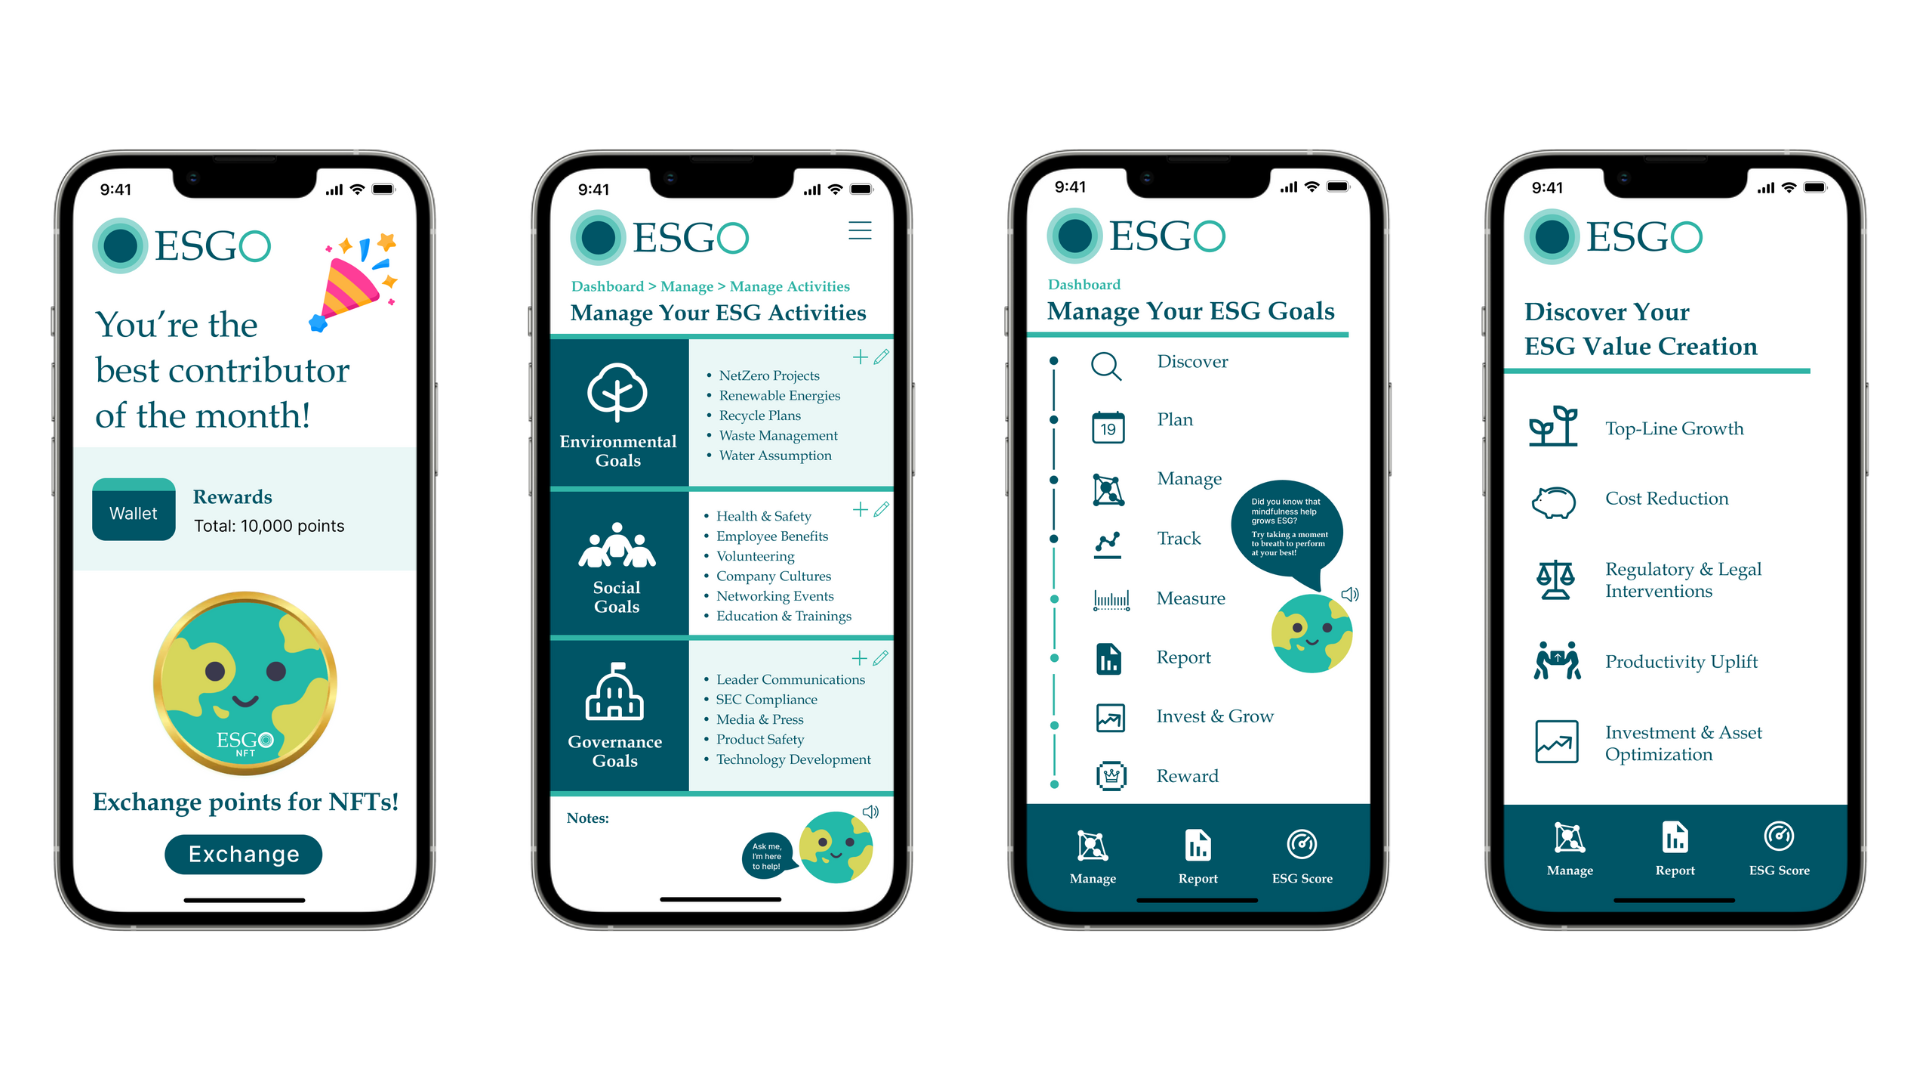 9:41
ESGO
You're the
best contributor
of the month!
Wallet
Rewards
Total: 10,000 points
ESGO
NFT
Exchange points for NFTs!
Exchange
9:41
ESGO
Dashboard > Manage > Manage Activities
Manage Your ESG Activities
Environmental
Goals
• NetZero Projects
• Renewable Energies
• Recycle Plans
• Waste Management
• Water Assumption
Social
Goals
• Health & Safety
• Employee Benefits
• Volunteering
• Company Cultures
• Networking Events
• Education & Trainings
Governance
Goals
• Leader Communications
• SEC Compliance
• Media & Press
• Product Safety
• Technology Development
Notes:
Ask me,
I'm here
to help!
9:41
ESGO
Dashboard
Manage Your ESG Goals
Discover
19
Plan
Manage
Track
Measure
Report
Invest & Grow
Reward
Did you know that
mindfulness help
grows ESG?
Try taking a moment
to breath to perform
at your best!
Manage
Report
ESG Score
9:41
ESGO
Discover Your
ESG Value Creation
Top-Line Growth
Cost Reduction
Regulatory & Legal
Interventions
Productivity Uplift
Investment & Asset
Optimization
Manage
Report
ESG Score